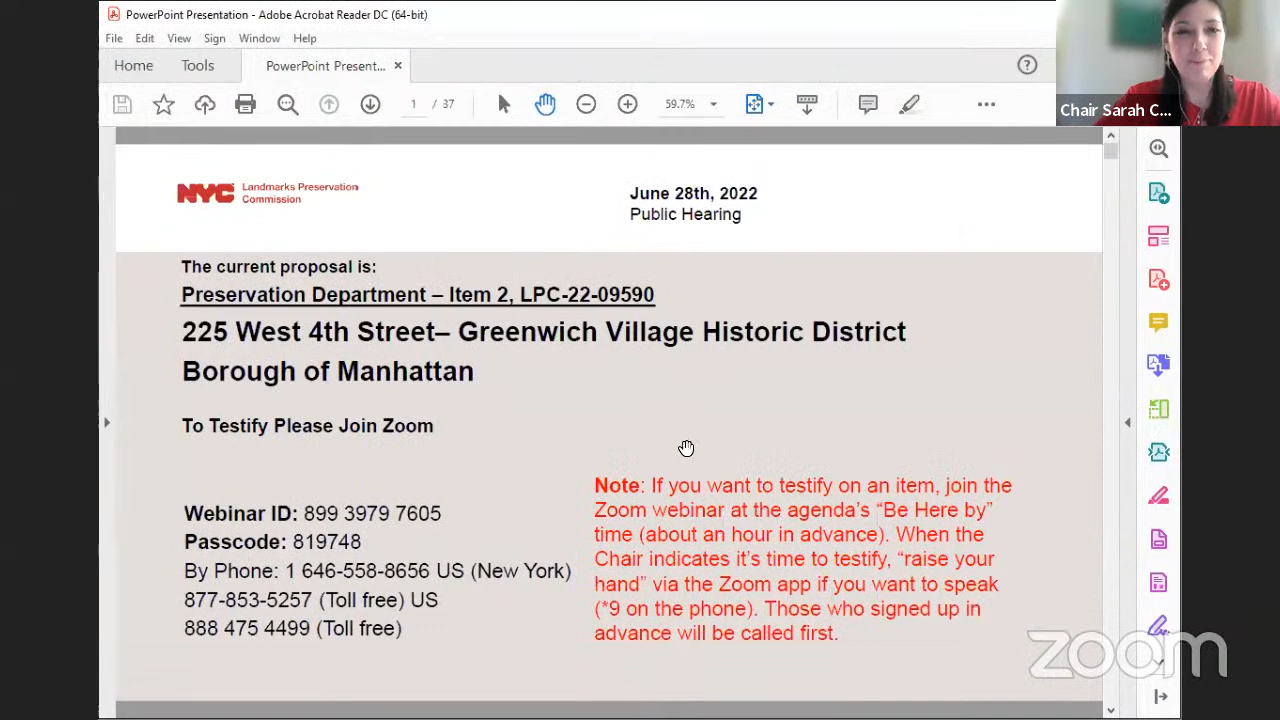 PowerPoint Presentation - Adobe Acrobat Reader DC (64-bit)
File Edit View Sign Window Help
Home Tools PowerPoint Present... ×
1 / 37 59.7%
Chair Sarah C...
NYC Landmarks Preservation
Commission
June 28th, 2022
Public Hearing
The current proposal is:
Preservation Department – Item 2, LPC-22-09590
225 West 4th Street– Greenwich Village Historic District
Borough of Manhattan
To Testify Please Join Zoom
Webinar ID: 899 3979 7605
Passcode: 819748
By Phone: 1 646-558-8656 US (New York)
877-853-5257 (Toll free) US
888 475 4499 (Toll free)
Note: If you want to testify on an item, join the
Zoom webinar at the agenda’s “Be Here by”
time (about an hour in advance). When the
Chair indicates it’s time to testify, “raise your
hand” via the Zoom app if you want to speak
(*9 on the phone). Those who signed up in
advance will be called first.
zoom